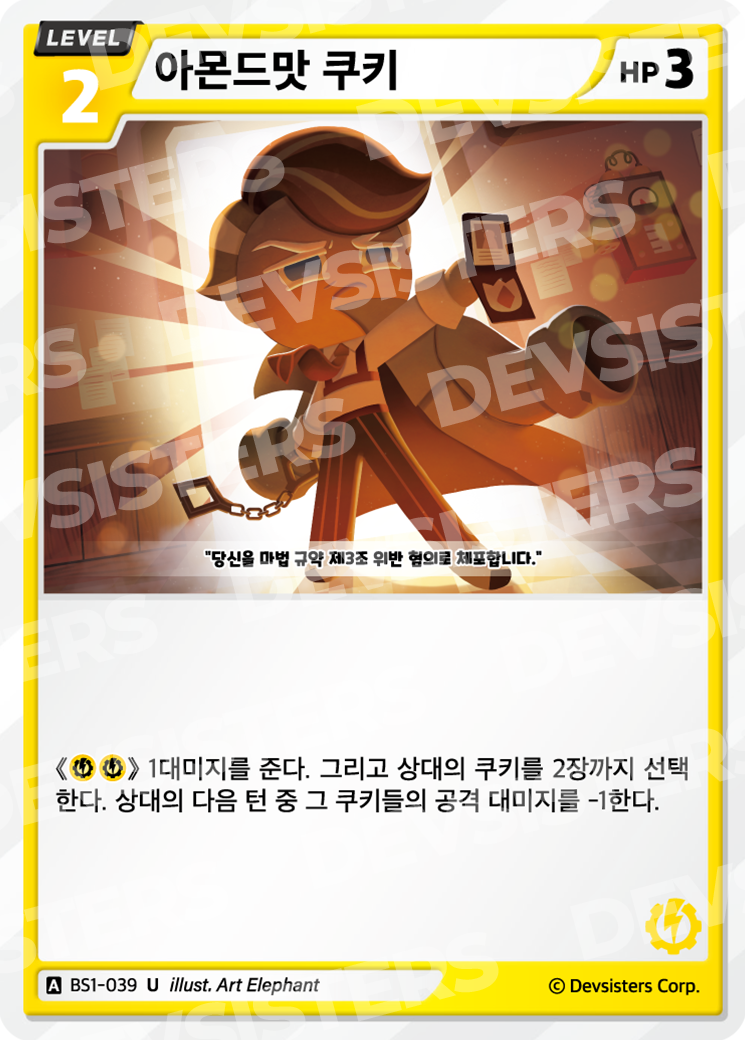 LEVEL
2
아몬드맛 쿠키
HP 3
"당신을 마법 규약 제3조 위반 혐의로 체포합니다."
《》 1대미지를 준다. 그리고 상대의 쿠키를 2장까지 선택
한다. 상대의 다음 턴 중 그 쿠키들의 공격 대미지를 -1한다.
A BS1-039 U illust. Art Elephant
© Devsisters Corp.
DEVSISTERS